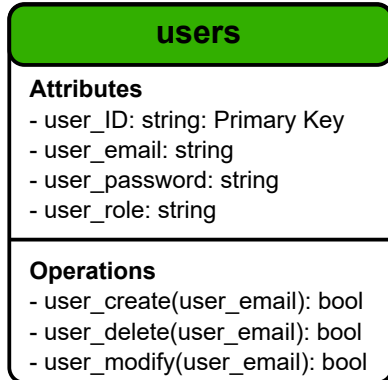 users
Attributes
- user_ID: string: Primary Key
- user_email: string
- user_password: string
- user_role: string
Operations
- user_create(user_email): bool
- user_delete(user_email): bool
- user_modify(user_email): bool